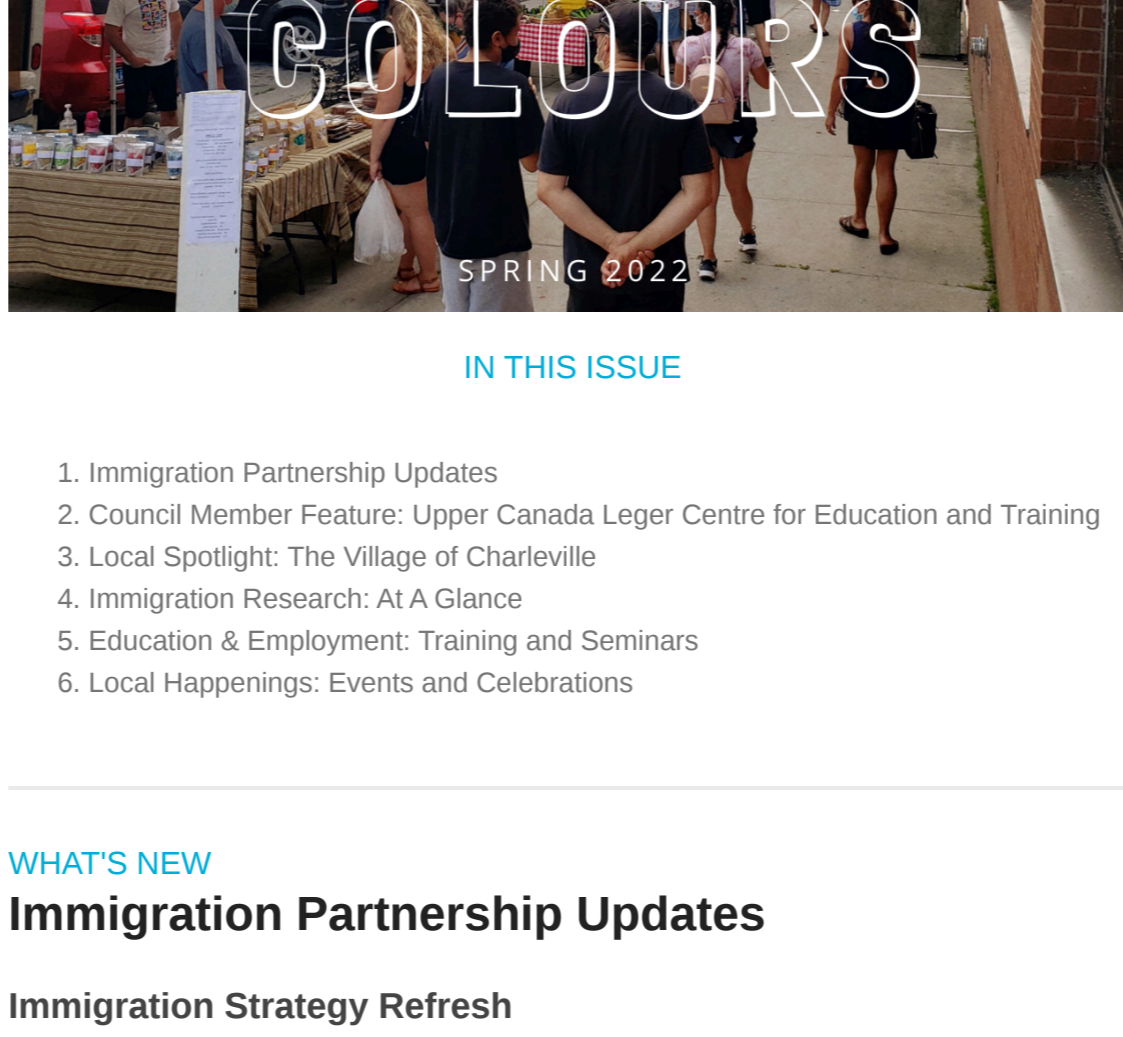 COLOURS
SPRING 2022
IN THIS ISSUE
1. Immigration Partnership Updates
2. Council Member Feature: Upper Canada Leger Centre for Education and Training
3. Local Spotlight: The Village of Charleville
4. Immigration Research: At A Glance
5. Education & Employment: Training and Seminars
6. Local Happenings: Events and Celebrations
WHAT'S NEW
Immigration Partnership Updates
Immigration Strategy Refresh